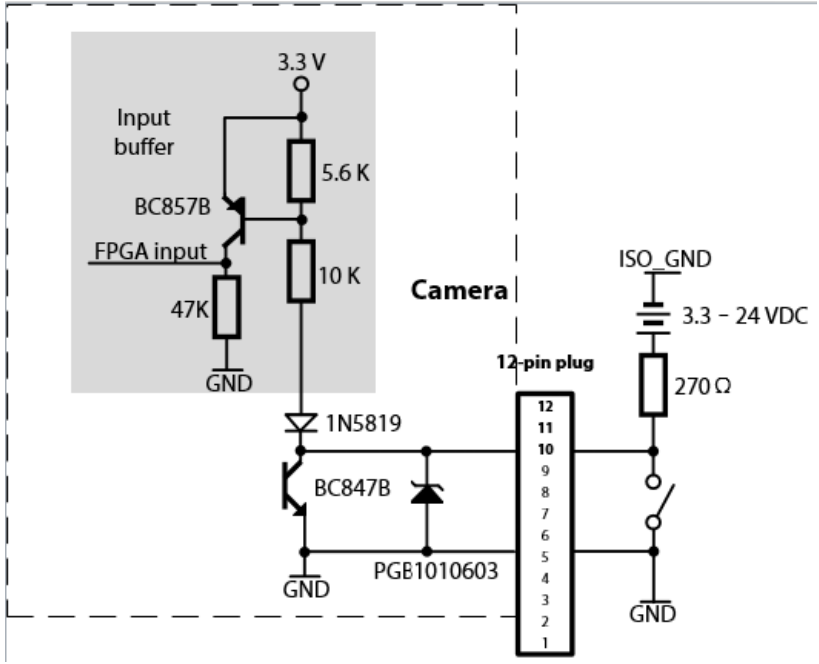 3.3 V
Input
buffer
5.6 K
BC857B
FPGA input
10 K
47K
GND
Camera
ISO_GND
3.3 – 24 VDC
12-pin plug
270 Ω
12
11
10
9
8
7
6
5
4
3
2
1
1N5819
BC847B
PGB1010603
GND
GND